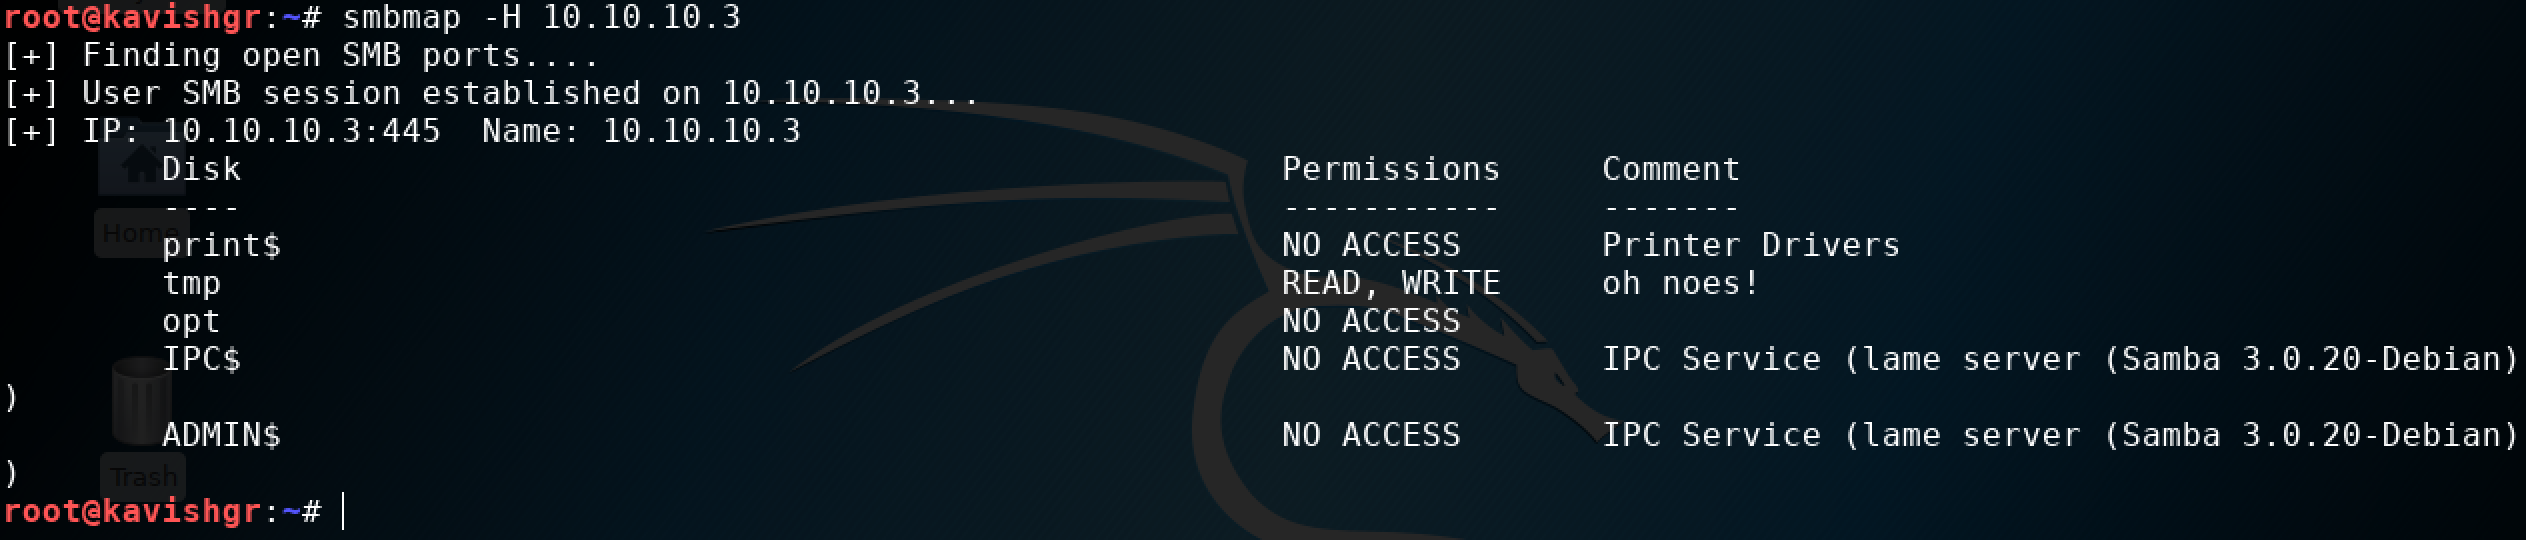 root@kavishgr:~# smbmap -H 10.10.10.3
[+] Finding open SMB ports....
[+] User SMB session established on 10.10.10.3...
[+] IP: 10.10.10.3:445  Name: 10.10.10.3
        Disk                                                    Permissions     Comment
        ----                                                    -----------     -------
Home
        print$                                                  NO ACCESS       Printer Drivers
        tmp                                                     READ, WRITE     oh noes!
        opt                                                     NO ACCESS
        IPC$                                                    NO ACCESS       IPC Service (lame server (Samba 3.0.20-Debian)
)
        ADMIN$                                                  NO ACCESS       IPC Service (lame server (Samba 3.0.20-Debian)
)
Trash
root@kavishgr:~#